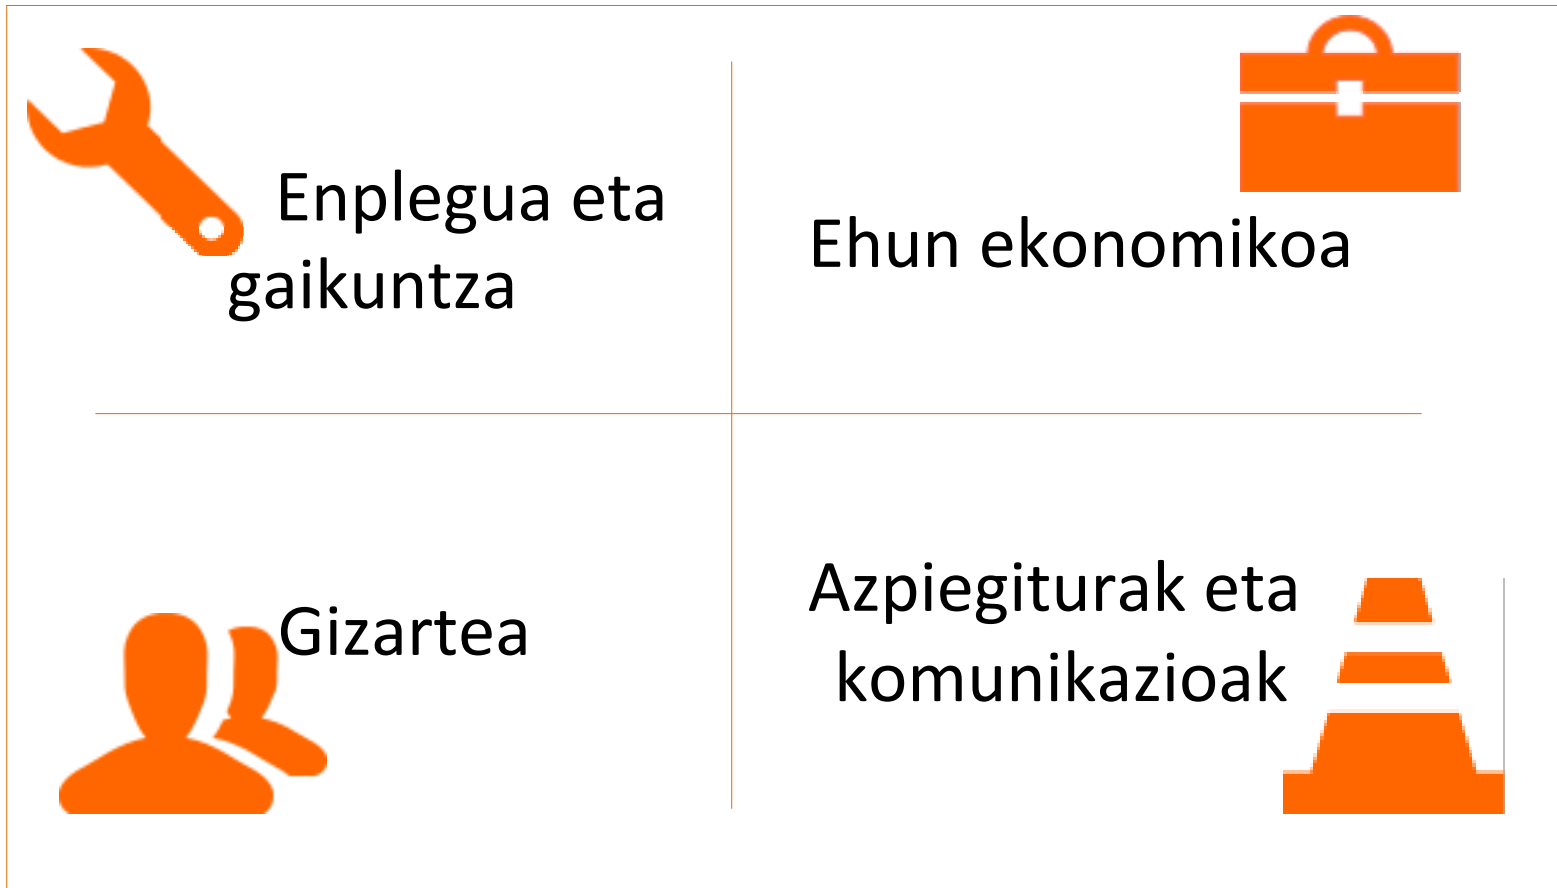 Enplegua eta
gaikuntza
Ehun ekonomikoa
Gizartea
Azpiegiturak eta
komunikazioak